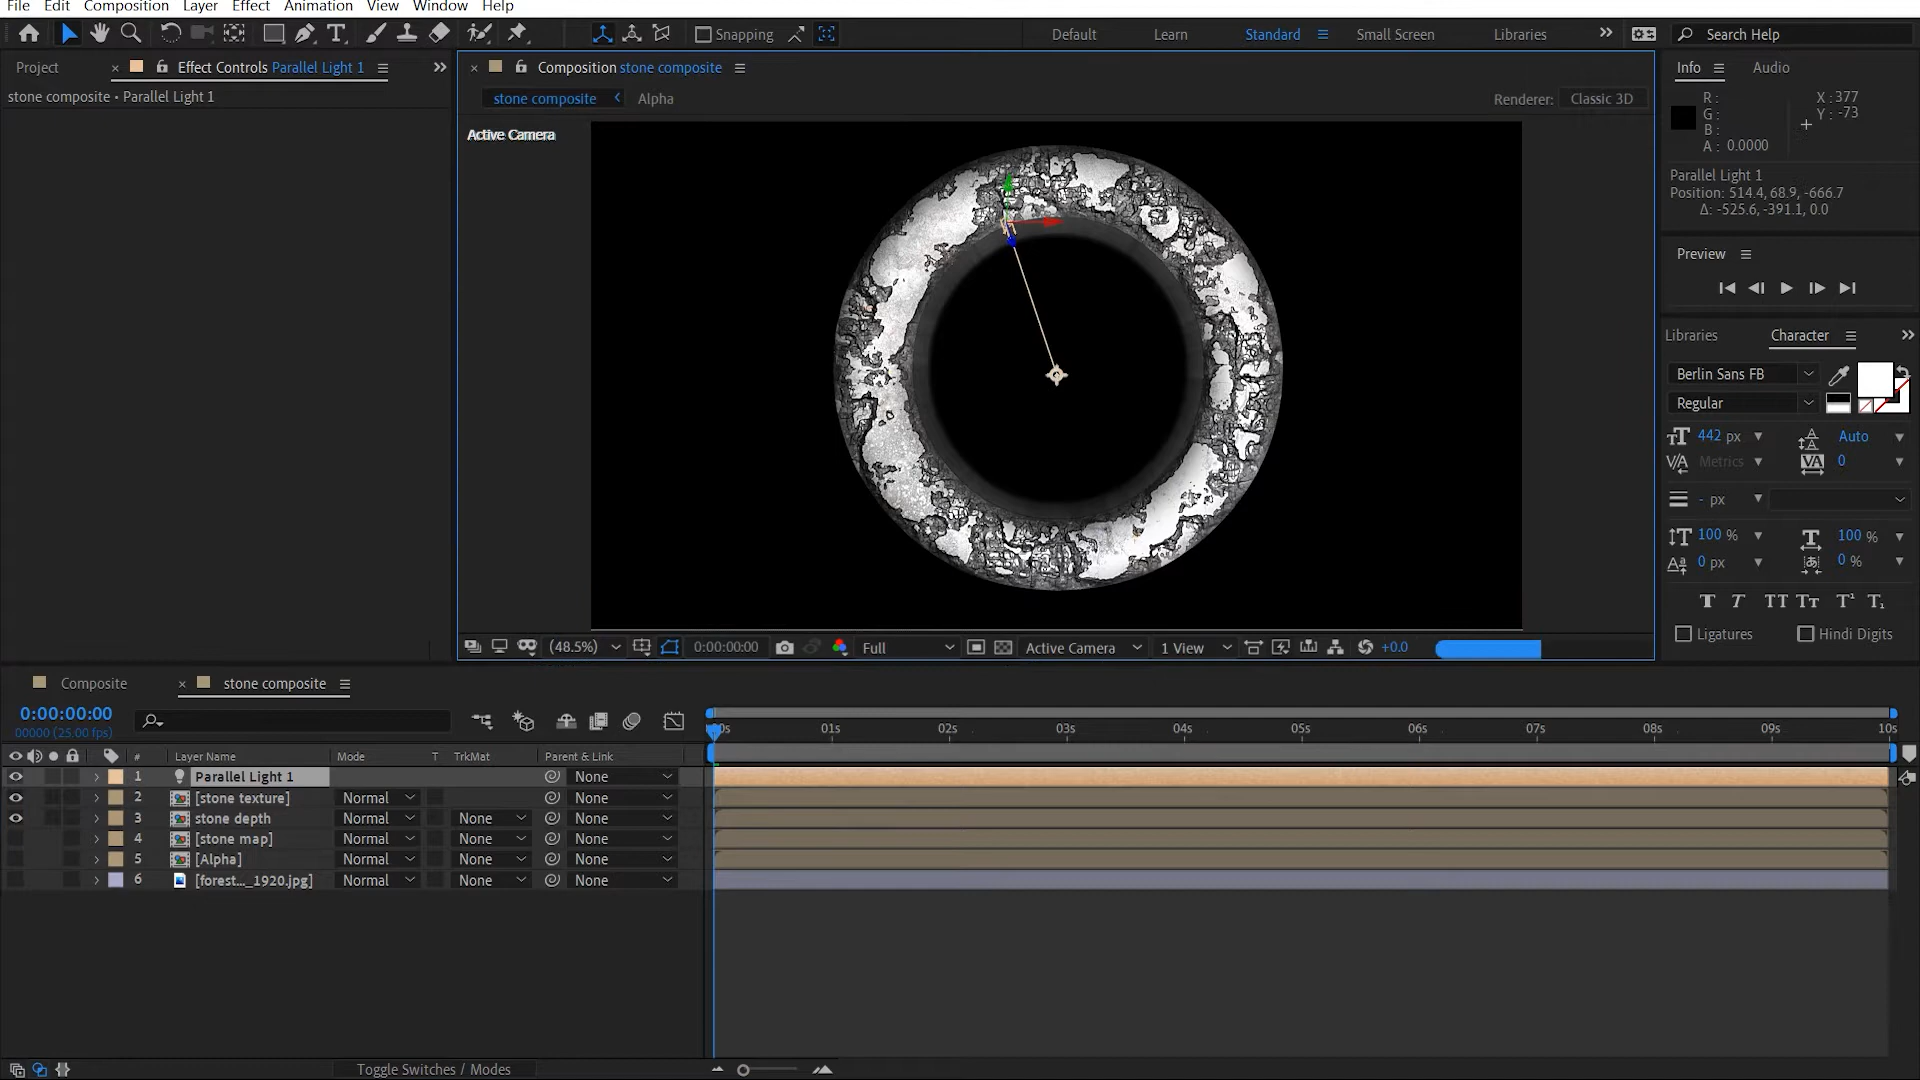 File Edit Composition Layer Effect Animation View Window Help
Snapping
Default Learn Standard Small Screen Libraries Search Help
Project Effect Controls Parallel Light 1
stone composite • Parallel Light 1
Composition stone composite
stone composite Alpha
Renderer: Classic 3D
Active Camera
Info Audio
R : X : 377
G : Y : -73
B :
A : 0.0000
Parallel Light 1
Position: 514.4, 68.9, -666.7
Δ: -525.6, -391.1, 0.0
Preview
Libraries Character
Berlin Sans FB
Regular
442 px Auto
Metrics 0
- px
100 % 100 %
0 px 0 %
T T TT Tт T¹ T₁
Ligatures Hindi Digits
(48.5%) 0:00:00:00 Full Active Camera 1 View +0.0
Composite stone composite
0:00:00:00
00000 (25.00 fps)
00s 01s 02s 03s 04s 05s 06s 07s 08s 09s 10s
# Layer Name Mode T TrkMat Parent & Link
1 Parallel Light 1 None
2 [stone texture] Normal None
3 stone depth Normal None None
4 [stone map] Normal None None
5 [Alpha] Normal None None
6 [forest..._1920.jpg] Normal None None
Toggle Switches / Modes